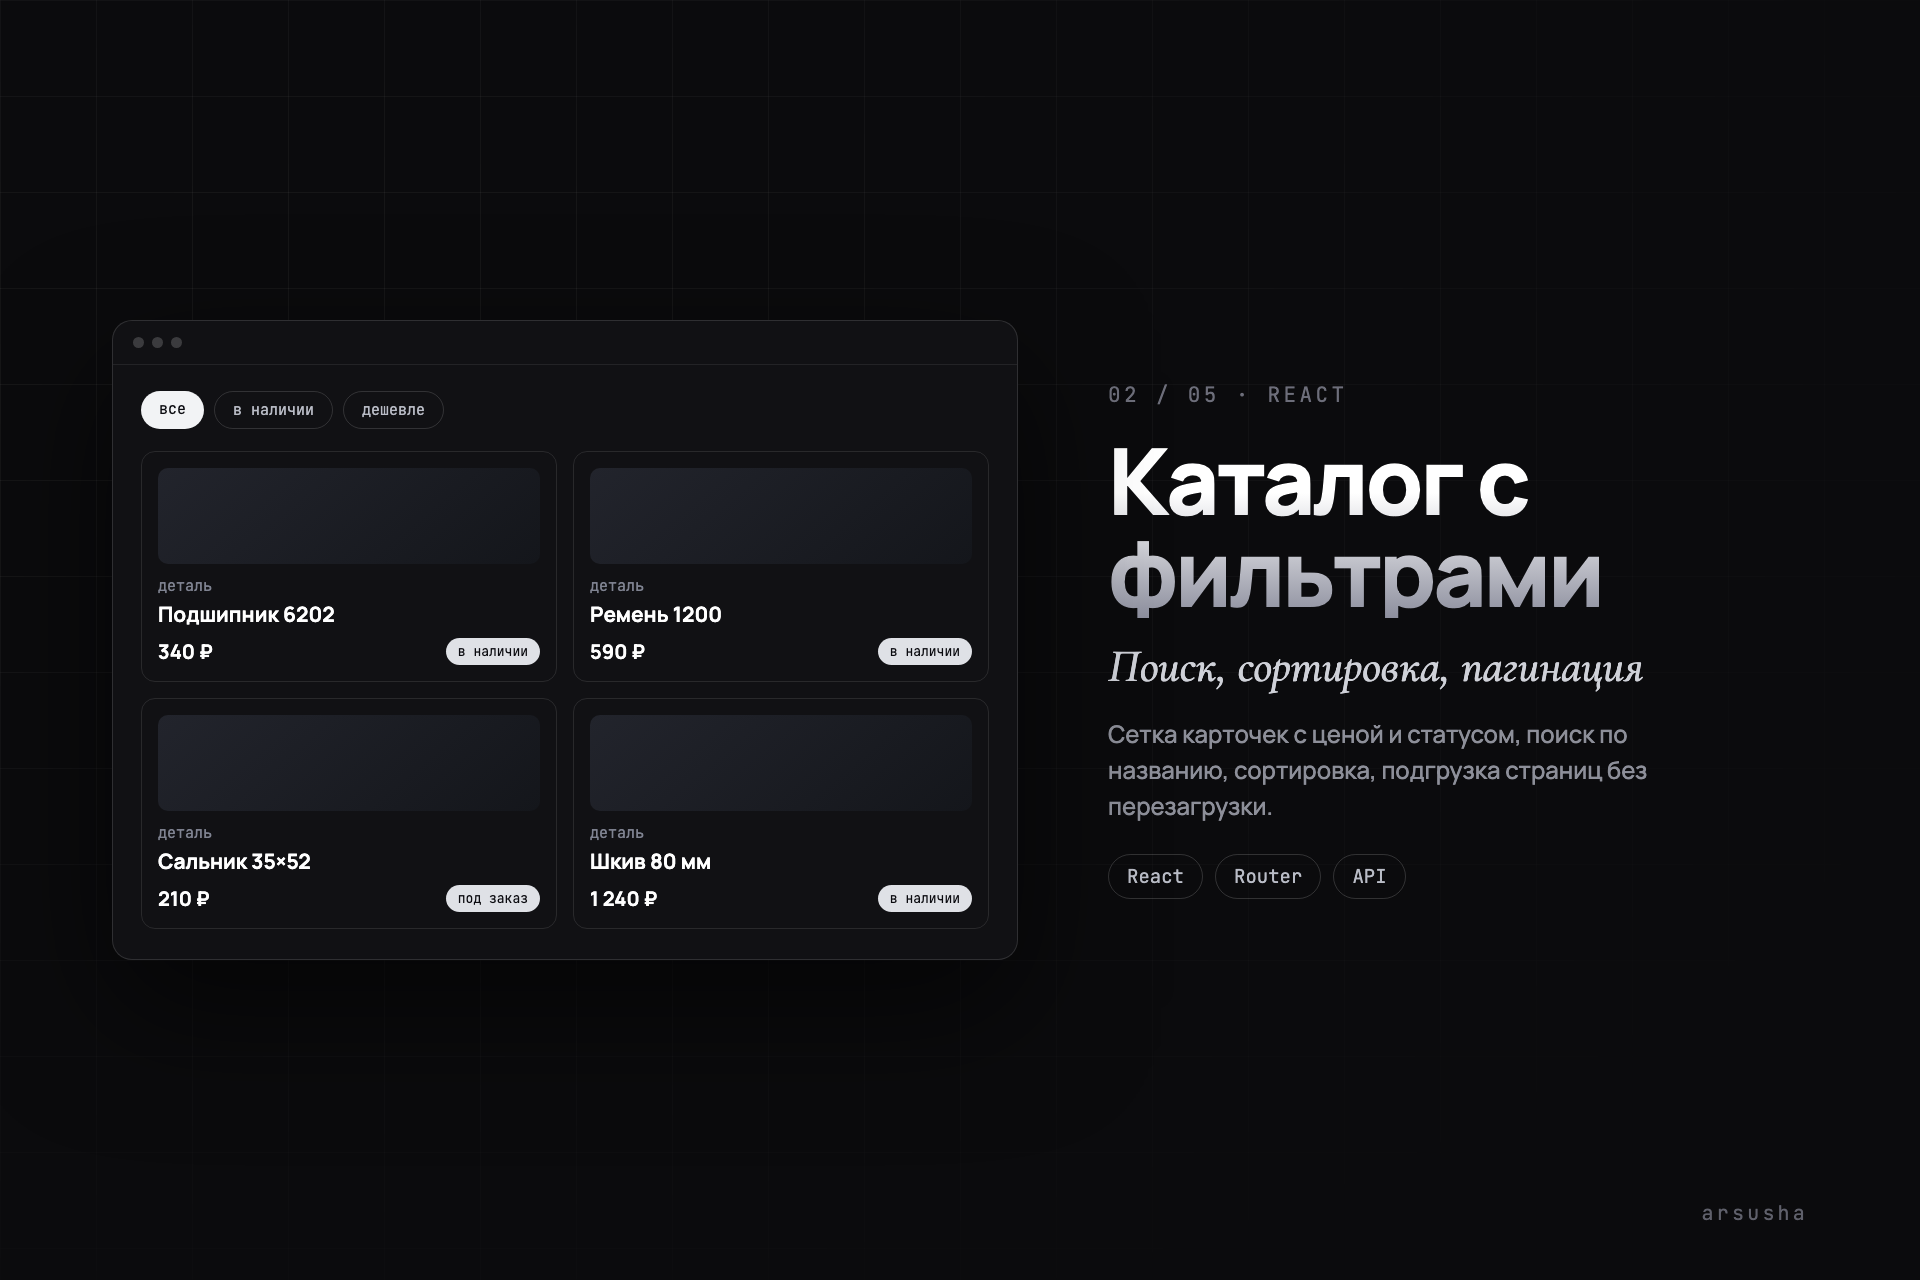 все
в наличии
дешевле
деталь
Подшипник 6202
340 ₽
в наличии
деталь
Ремень 1200
590 ₽
в наличии
деталь
Сальник 35×52
210 ₽
под заказ
деталь
Шкив 80 мм
1 240 ₽
в наличии
02 / 05 · REACT
Каталог с
фильтрами
Поиск, сортировка, пагинация
Сетка карточек с ценой и статусом, поиск по
названию, сортировка, подгрузка страниц без
перезагрузки.
React
Router
API
arsusha